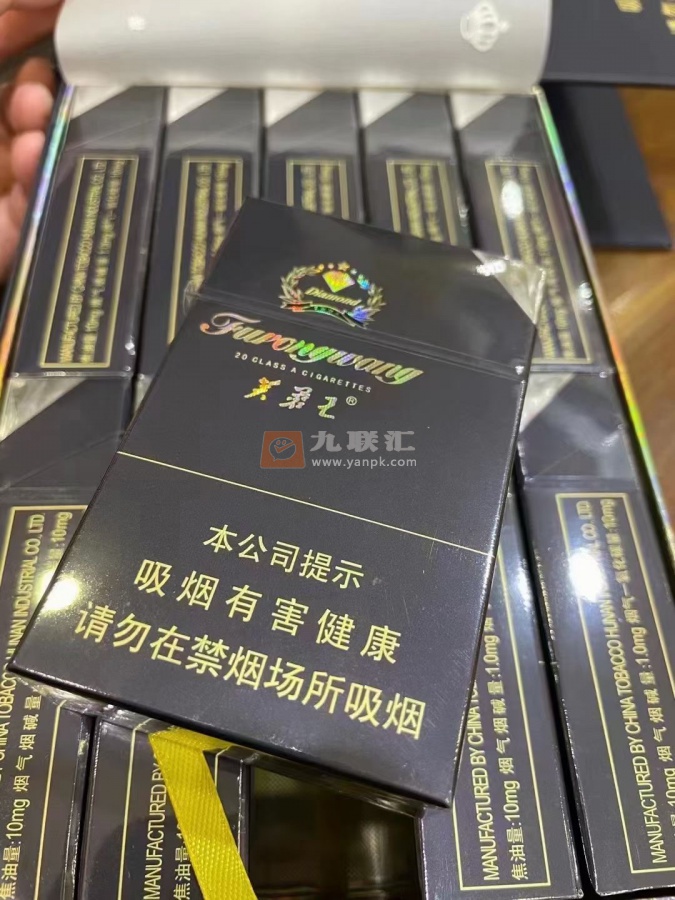 Diamond
Furongwang
20 CLASS A CIGARETTES
芙蓉王®
九联汇
www.yanpk.com
本公司提示
吸烟有害健康
请勿在禁烟场所吸烟
MANUFACTURED BY CHINA TOBACCO HUNAN INDUSTRIAL CO., LTD
焦油量:10mg 烟气烟碱量:1.0mg 烟气一氧化碳量:10mg